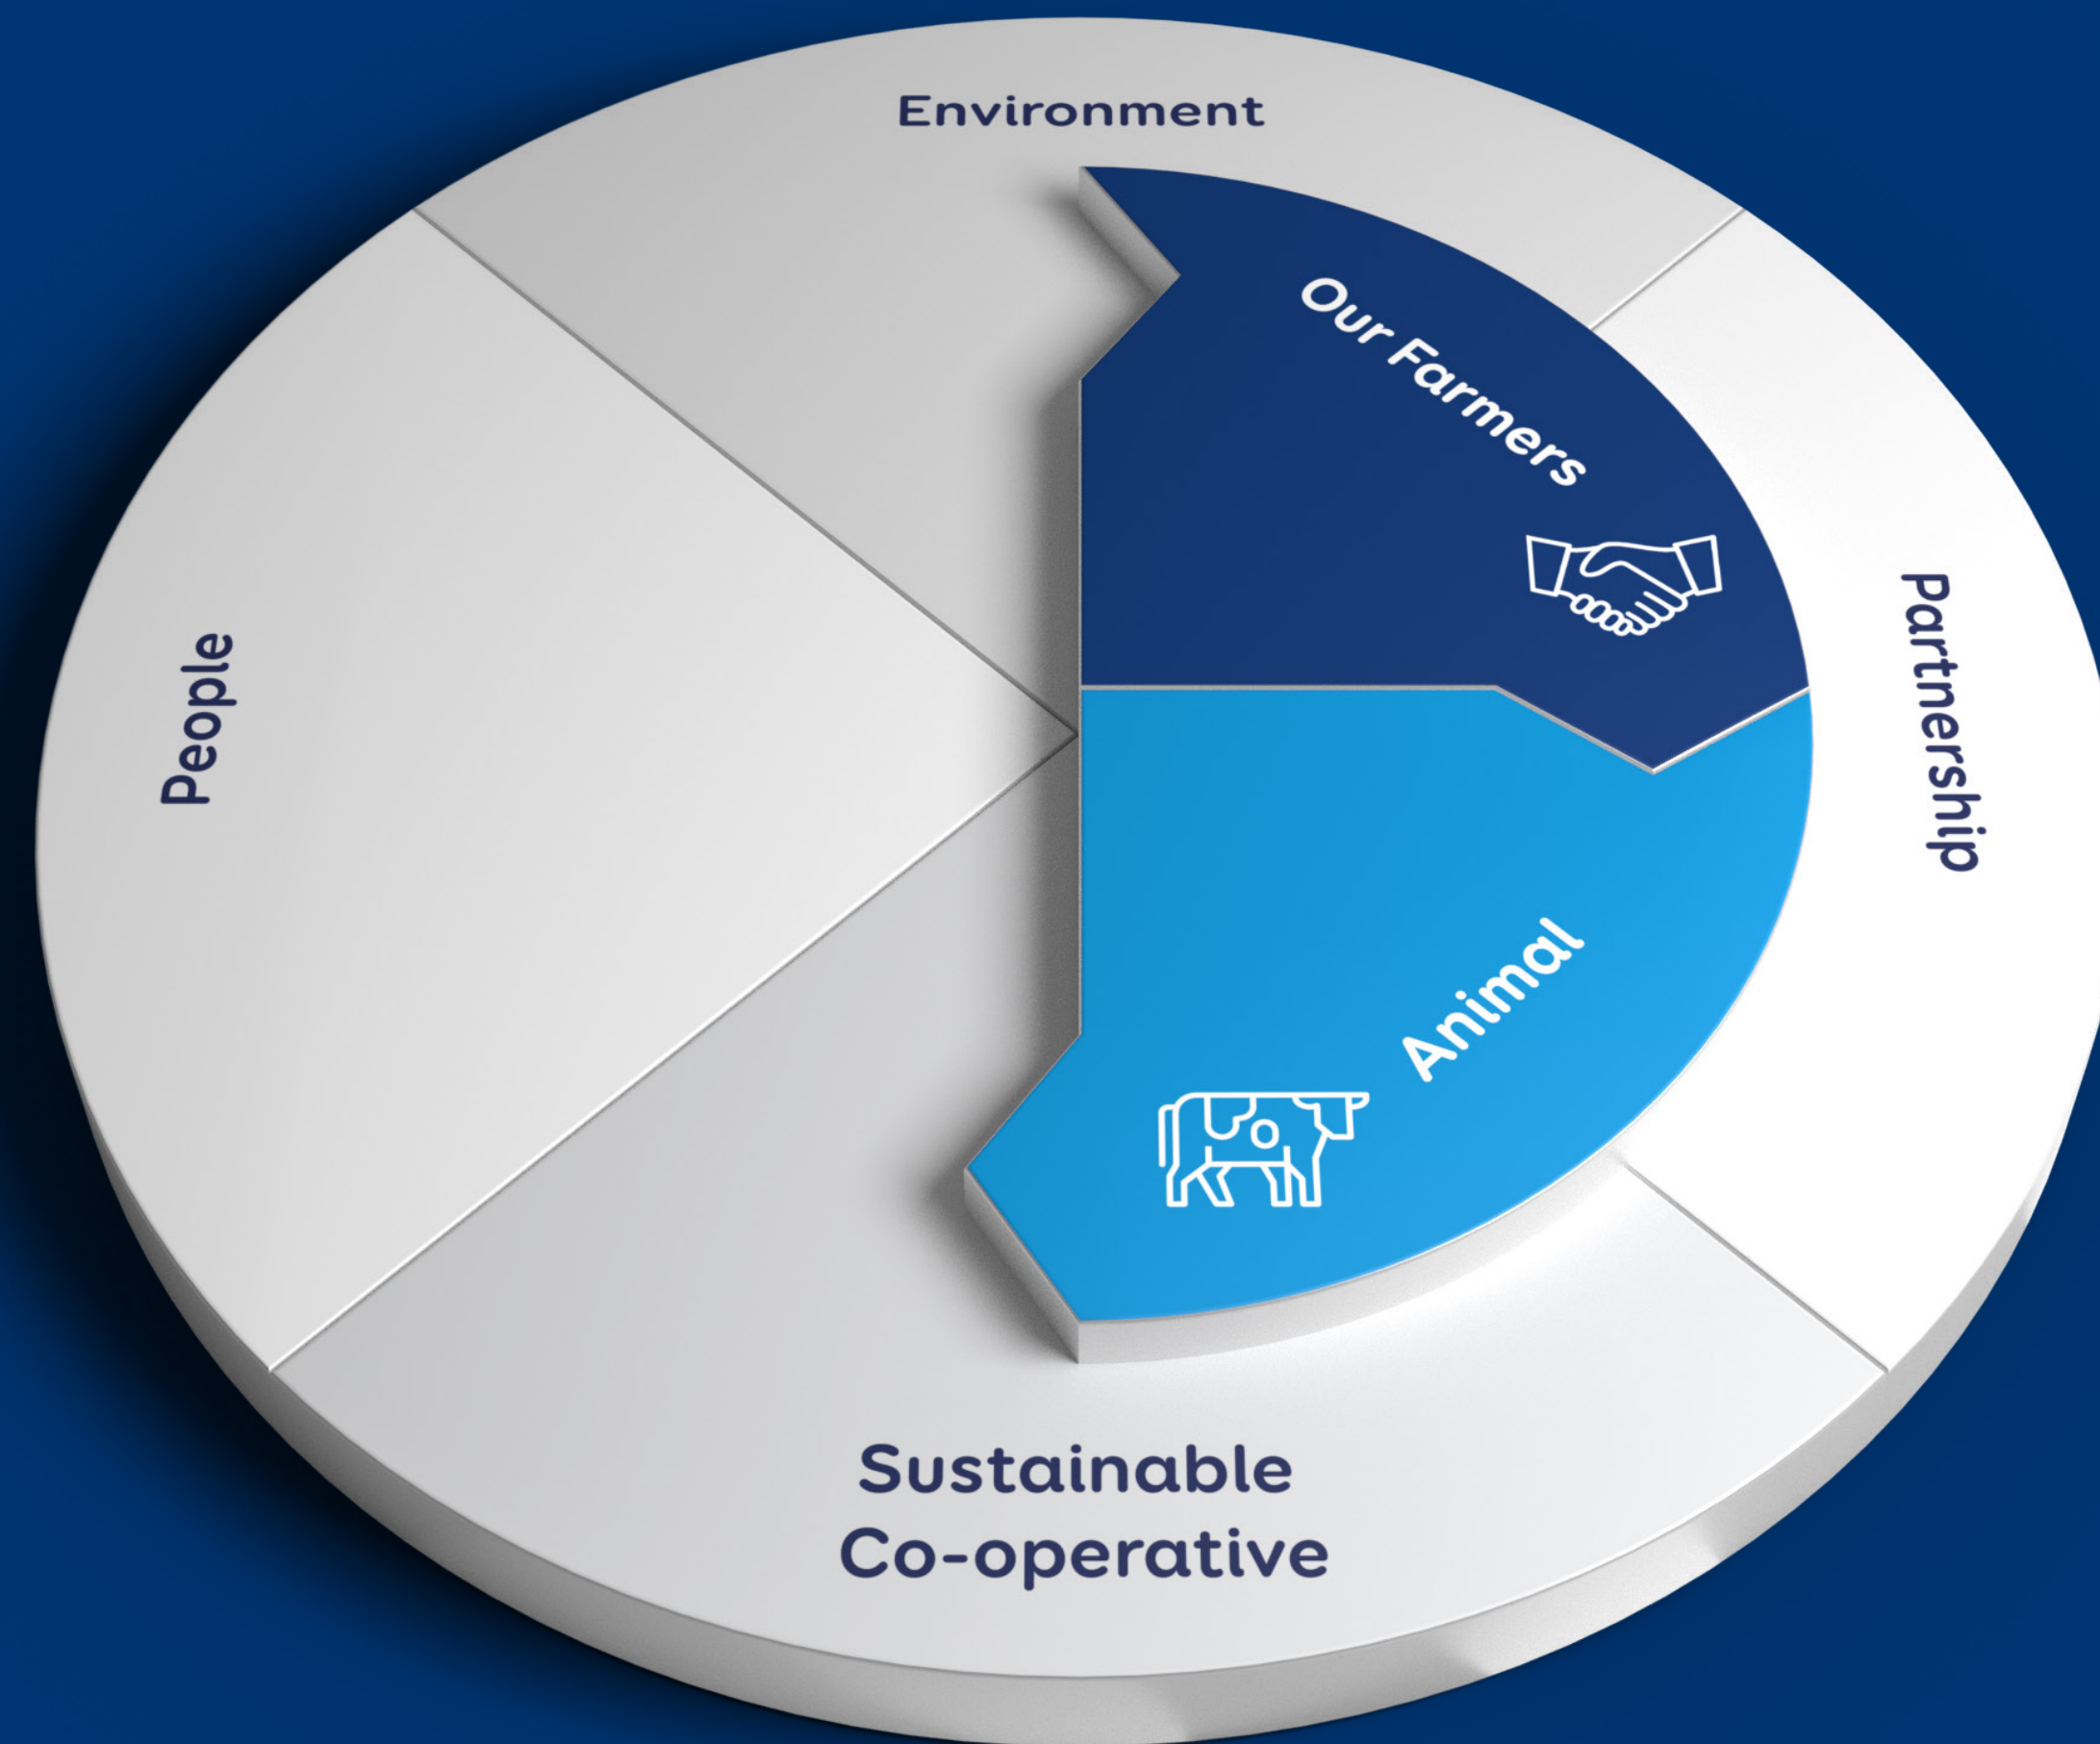 Environment
Our Farmers
Partnership
People
Animal
Sustainable
Co-operative